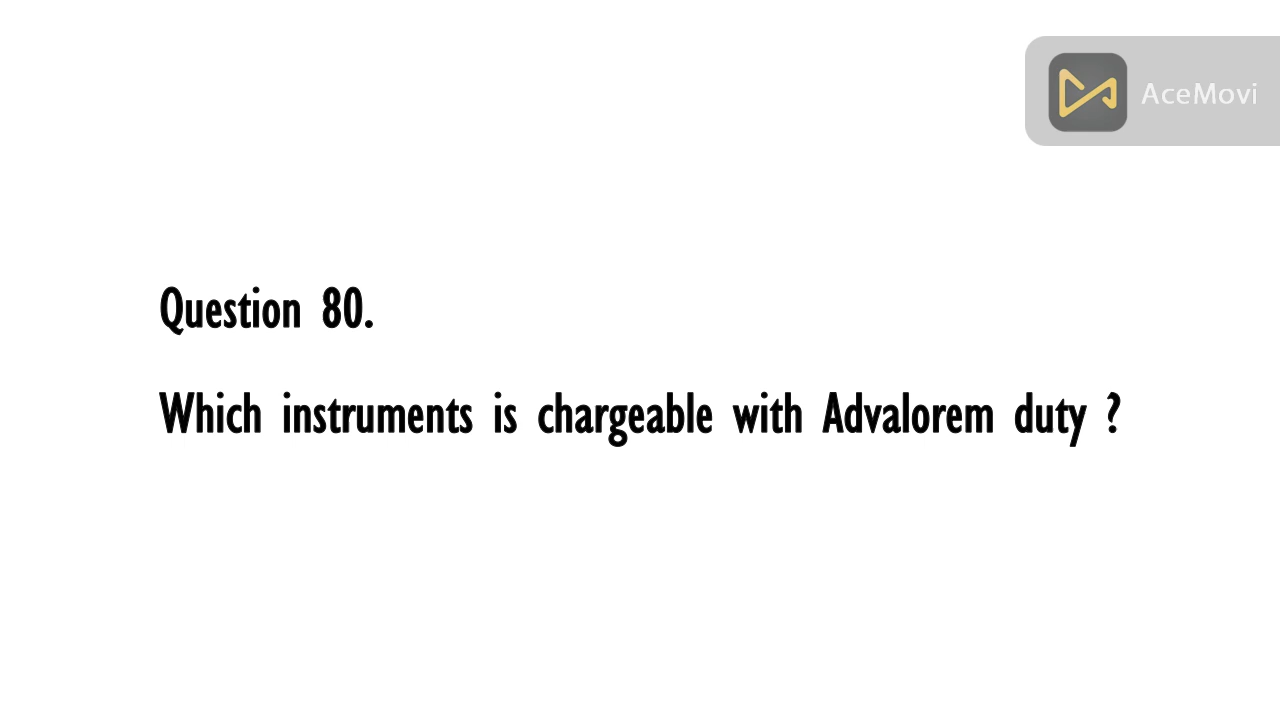 AceMovi
Question 80.
Which instruments is chargeable with Advalorem duty ?